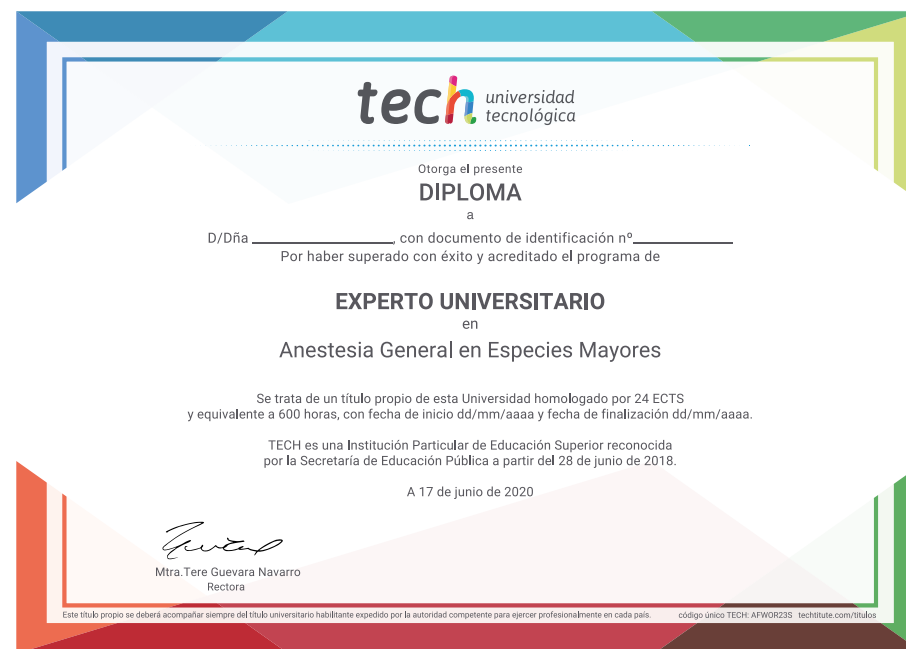 tech universidad
tecnológica
Otorga el presente
DIPLOMA
a
D/Dña __________________, con documento de identificación nº_____________
Por haber superado con éxito y acreditado el programa de
EXPERTO UNIVERSITARIO
en
Anestesia General en Especies Mayores
Se trata de un título propio de esta Universidad homologado por 24 ECTS
y equivalente a 600 horas, con fecha de inicio dd/mm/aaaa y fecha de finalización dd/mm/aaaa.
TECH es una Institución Particular de Educación Superior reconocida
por la Secretaría de Educación Pública a partir del 28 de junio de 2018.
A 17 de junio de 2020
Mtra.Tere Guevara Navarro
Rectora
Este título propio se deberá acompañar siempre del título universitario habilitante expedido por la autoridad competente para ejercer profesionalmente en cada país. código único TECH: AFWOR23S techtitute.com/titulos